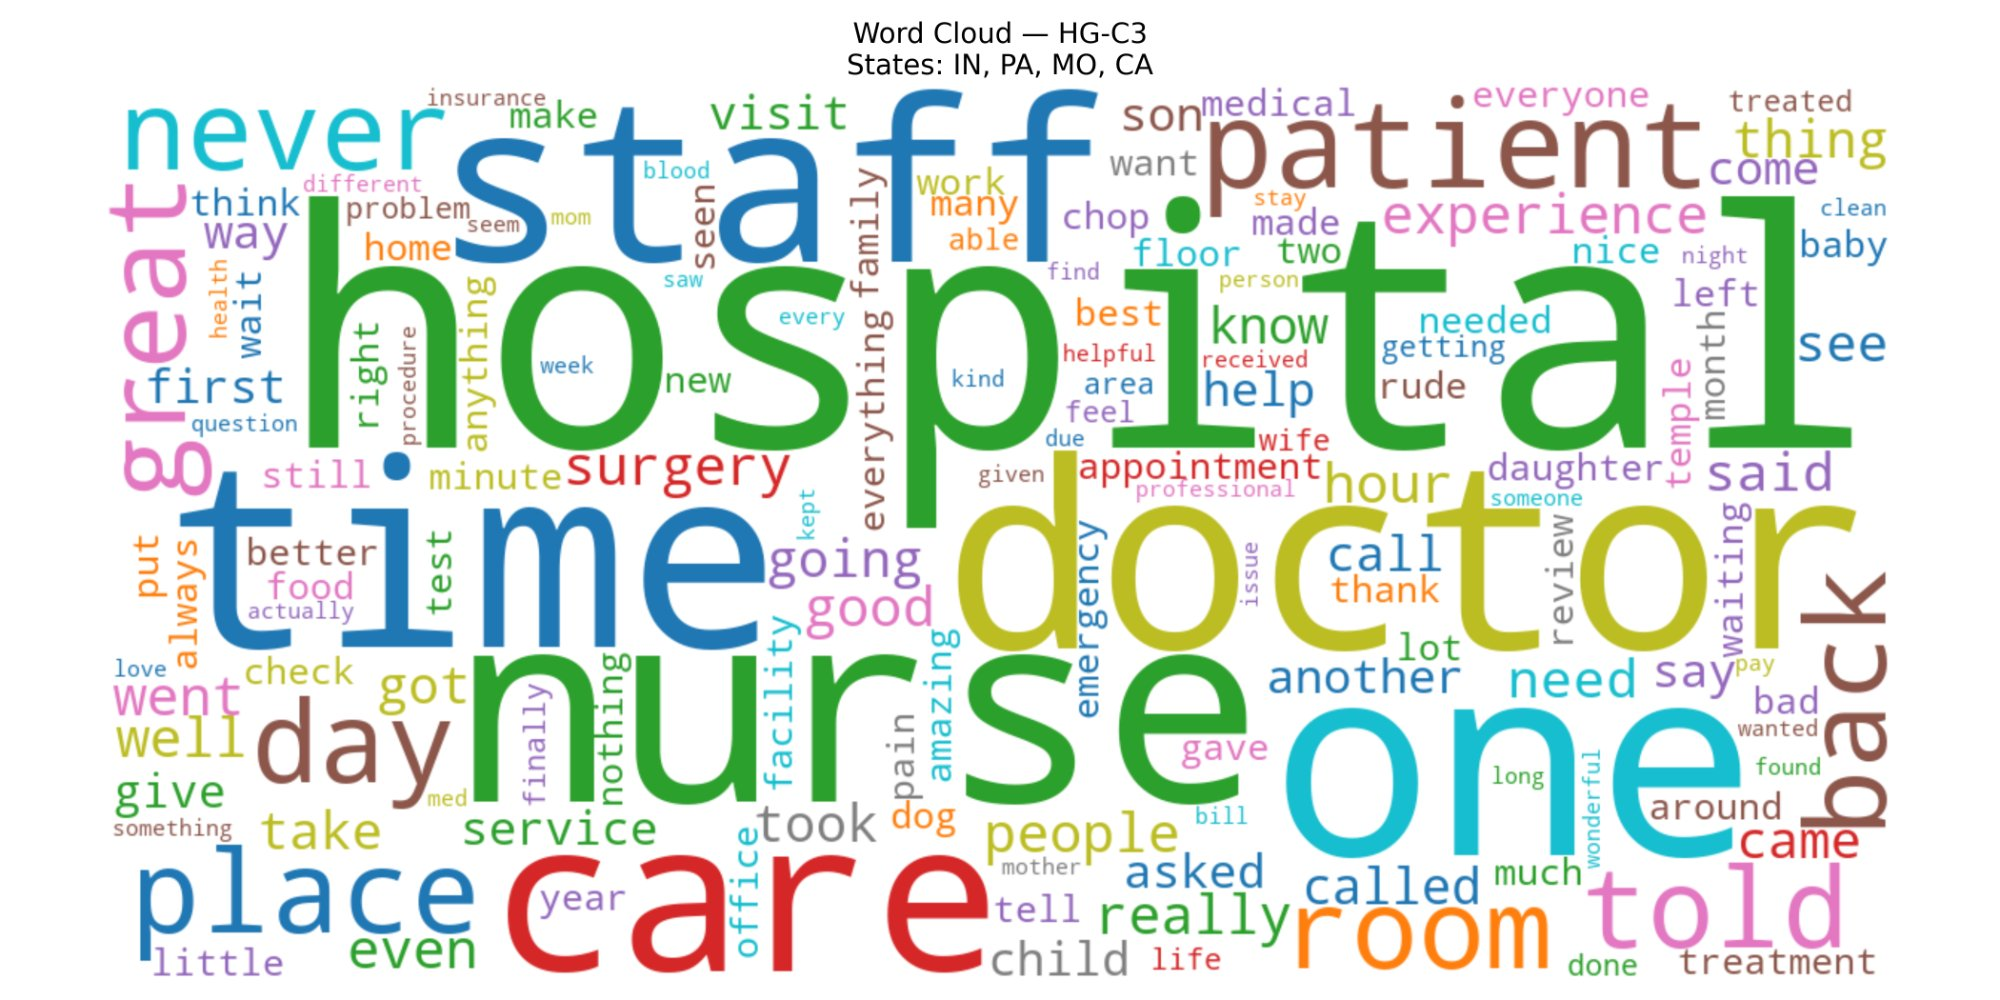 Word Cloud — HG-C3
States: IN, PA, MO, CA
insurance
never
make
staff
visit
son
medical
everyone
treated
patient
thing
want
come
great
different
think
problem
seem
mom
blood
seen
work
many
able
chop
stay
made
experience
clean
way
home
floor
two
nice
night
baby
hospital
health
wait
anything
saw
every
everything
family
find
person
left
best
know
needed
see
right
procedure
week
new
kind
helpful
received
getting
month
first
area
help
rude
temple
question
feel
due
wife
still
minute
surgery
given
appointment
professional
hour
daughter
someone
said
time
kept
doctor
put
always
better
food
actually
test
going
good
emergency
issue
call
thank
review
waiting
back
love
went
check
got
nurse
nothing
facility
amazing
lot
another
need
say
pay
well
day
finally
pain
gave
one
bad
wanted
give
med
long
wonderful
found
something
take
service
office
took
dog
people
bill
around
came
place
care
year
mother
asked
called
much
told
little
even
tell
really
room
child
life
done
treatment